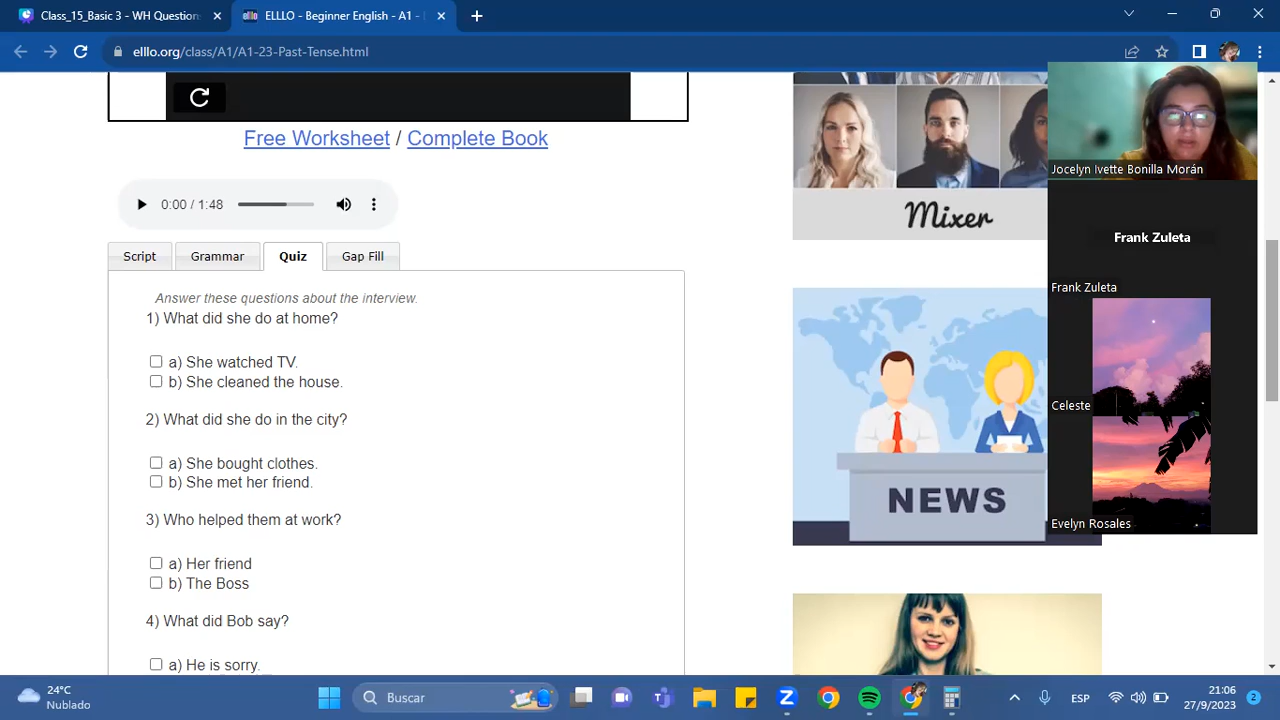 Class_15_Basic 3 - WH Question
ELLLO - Beginner English - A1 -
elllo.org/class/A1/A1-23-Past-Tense.html
Free Worksheet / Complete Book
0:00 / 1:48
Script
Grammar
Quiz
Gap Fill
Answer these questions about the interview.
1) What did she do at home?
a) She watched TV.
b) She cleaned the house.
2) What did she do in the city?
a) She bought clothes.
b) She met her friend.
3) Who helped them at work?
a) Her friend
b) The Boss
4) What did Bob say?
a) He is sorry.
Mixer
NEWS
Jocelyn Ivette Bonilla Morán
Frank Zuleta
Frank Zuleta
Celeste
Evelyn Rosales
24°C
Nublado
Buscar
ESP
21:06
27/9/2023
2